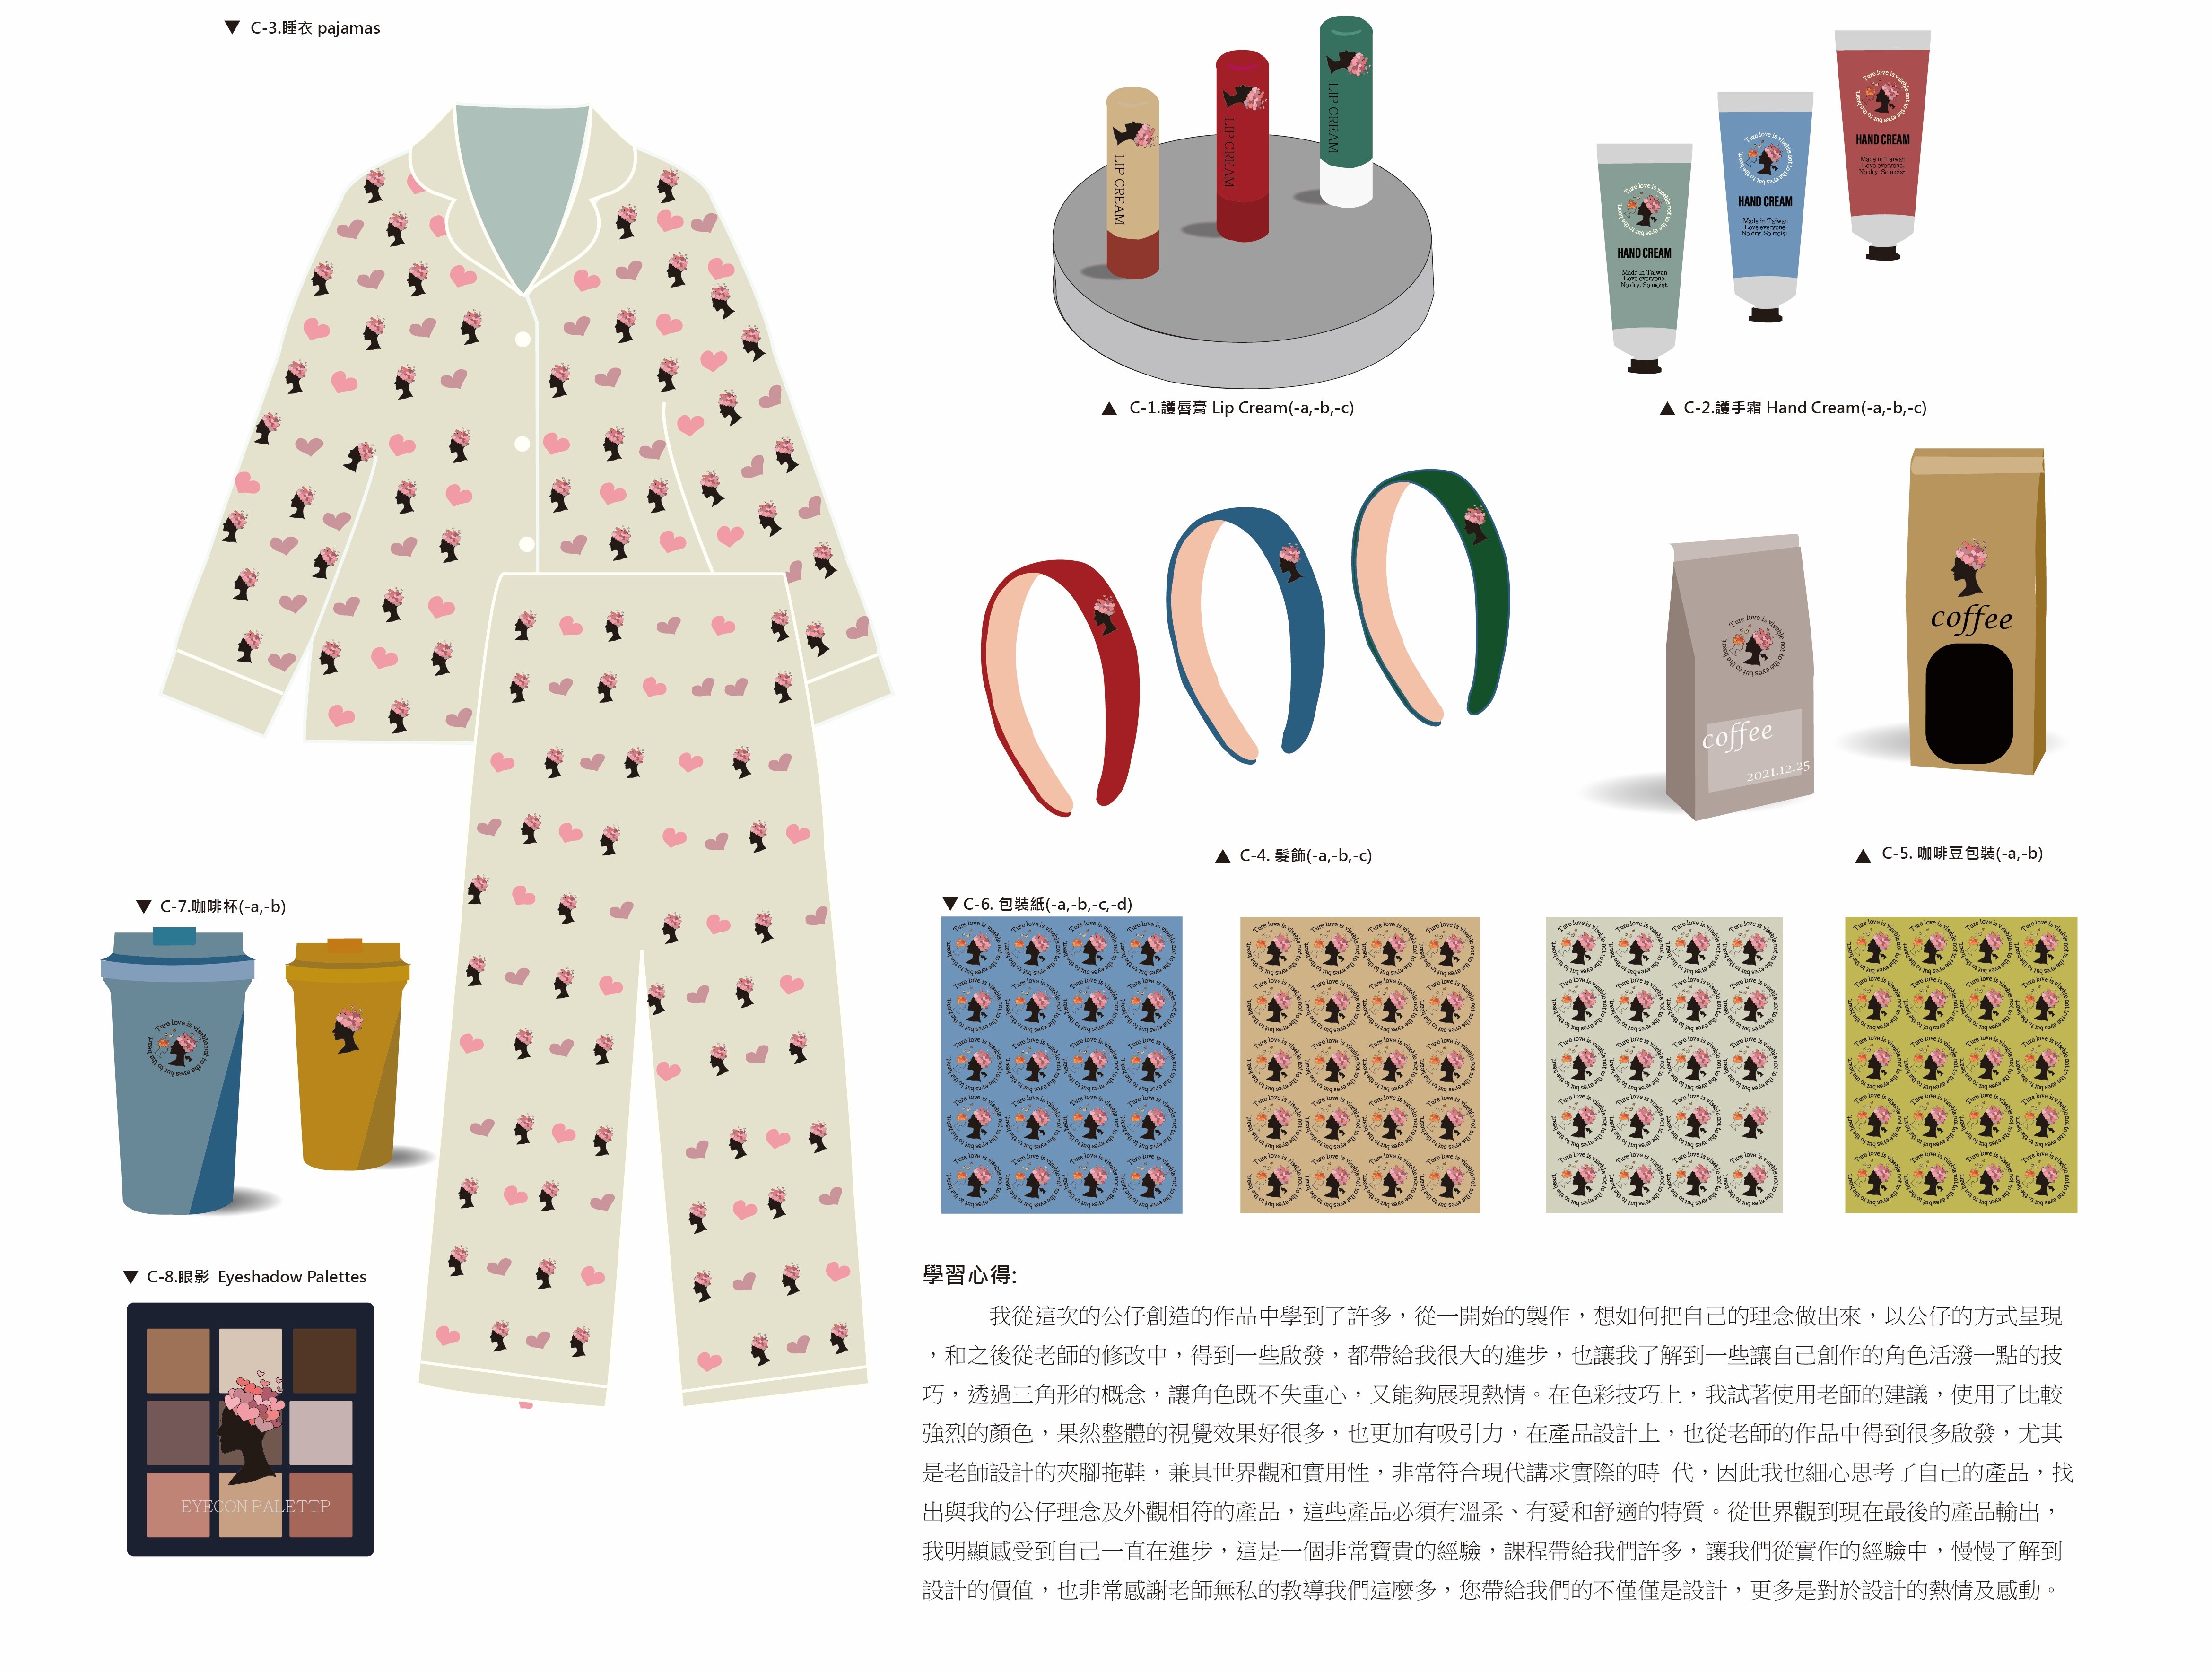 ▼ C-3.睡衣 pajamas
LIP CREAM
LIP CREAM
LIP CREAM
▲ C-1.護唇膏 Lip Cream(-a,-b,-c)
Ture love is viseble not to the eyes but to the heart
HAND CREAM
Made in Taiwan
Love everyone.
No dry. So moist.
Ture love is viseble not to the eyes but to the heart
HAND CREAM
Made in Taiwan
Love everyone.
No dry. So moist.
Ture love is viseble not to the eyes but to the heart
HAND CREAM
Made in Taiwan
Love everyone.
No dry. So moist.
▲ C-2.護手霜 Hand Cream(-a,-b,-c)
▲ C-4. 髮飾(-a,-b,-c)
Ture love is viseble not to the eyes but to the heart
coffee
2021.12.25
coffee
▲ C-5. 咖啡豆包裝(-a,-b)
▼ C-7.咖啡杯(-a,-b)
Ture love is viseble not to the eyes but to the heart
▼ C-6. 包裝紙(-a,-b,-c,-d)
Ture love is viseble not to the eyes but to the heart
▼ C-8.眼影 Eyeshadow Palettes
EYECON PALETTP
學習心得:
我從這次的公仔創造的作品中學到了許多，從一開始的製作，想如何把自己的理念做出來，以公仔的方式呈現
，和之後從老師的修改中，得到一些啟發，都帶給我很大的進步，也讓我了解到一些讓自己創作的角色活潑一點的技
巧，透過三角形的概念，讓角色既不失重心，又能夠展現熱情。在色彩技巧上，我試著使用老師的建議，使用了比較
強烈的顏色，果然整體的視覺效果好很多，也更加有吸引力，在產品設計上，也從老師的作品中得到很多啟發，尤其
是老師設計的夾腳拖鞋，兼具世界觀和實用性，非常符合現代講求實際的時 代，因此我也細心思考了自己的產品，找
出與我的公仔理念及外觀相符的產品，這些產品必須有溫柔、有愛和舒適的特質。從世界觀到現在最後的產品輸出，
我明顯感受到自己一直在進步，這是一個非常寶貴的經驗，課程帶給我們許多，讓我們從實作的經驗中，慢慢了解到
設計的價值，也非常感謝老師無私的教導我們這麼多，您帶給我們的不僅僅是設計，更多是對於設計的熱情及感動。